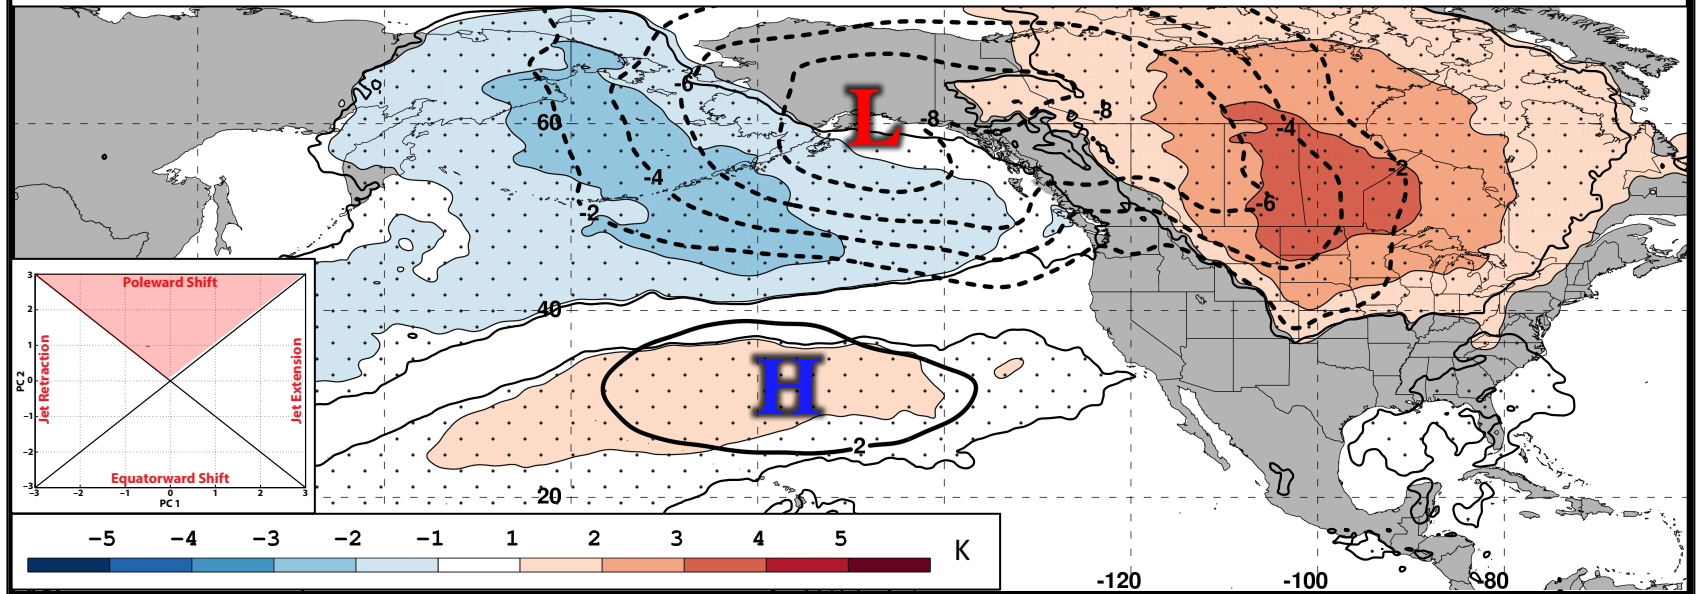 -6
L
-8
-8
60
-4
-4
-2
-2
-6
40
H
2
20
3
2
1
0
−1
−2
−3
PC 2
Poleward Shift
Jet Retraction
Jet Extension
Equatorward Shift
−3 −2 −1 0 1 2 3
PC 1
-5 -4 -3 -2 -1 1 2 3 4 5
K
-120 -100 -80